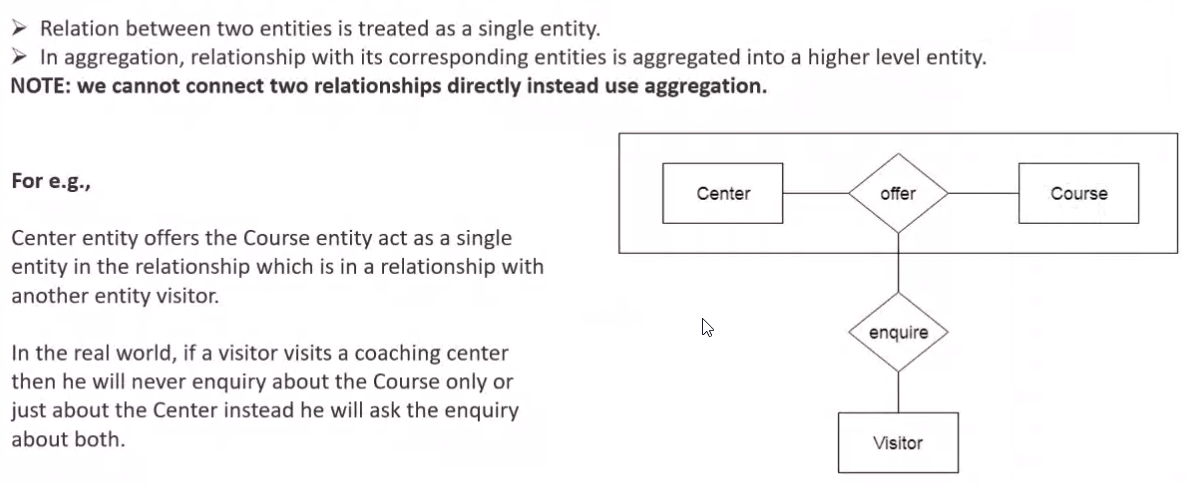 ➢ Relation between two entities is treated as a single entity.
➢ In aggregation, relationship with its corresponding entities is aggregated into a higher level entity.
NOTE: we cannot connect two relationships directly instead use aggregation.
For e.g.,
Center entity offers the Course entity act as a single
entity in the relationship which is in a relationship with
another entity visitor.
In the real world, if a visitor visits a coaching center
then he will never enquiry about the Course only or
just about the Center instead he will ask the enquiry
about both.
Center
offer
Course
enquire
Visitor